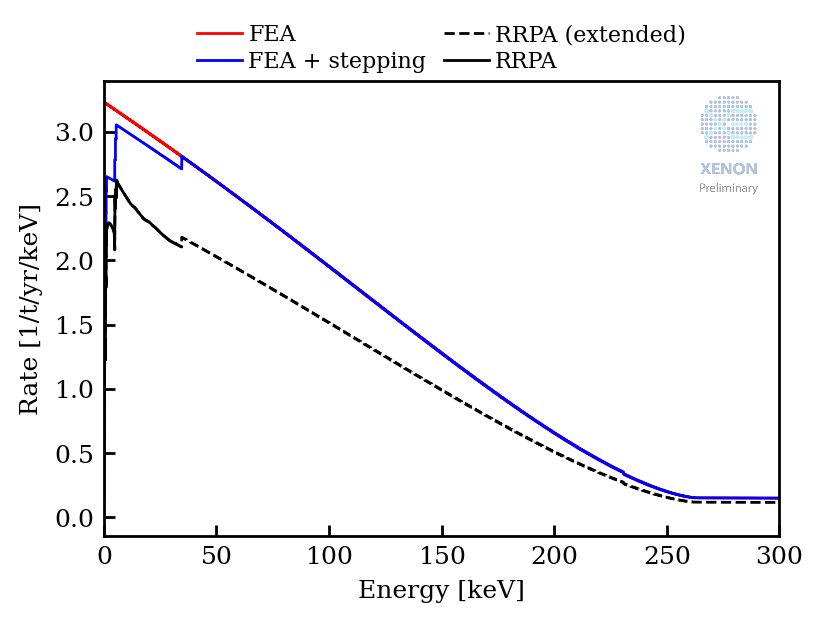 FEA
FEA + stepping
RRPA (extended)
RRPA
XENON
Preliminary
Rate [1/t/yr/keV]
3.0
2.5
2.0
1.5
1.0
0.5
0.0
0 50 100 150 200 250 300
Energy [keV]